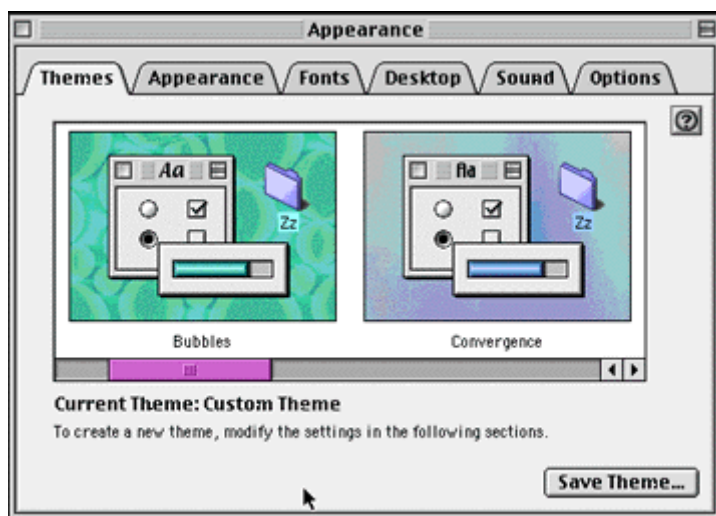 Appearance
Themes Appearance Fonts Desktop Sound Options
?
Aa Aa
Zz Zz
Bubbles Convergence
Current Theme: Custom Theme
To create a new theme, modify the settings in the following sections.
Save Theme...